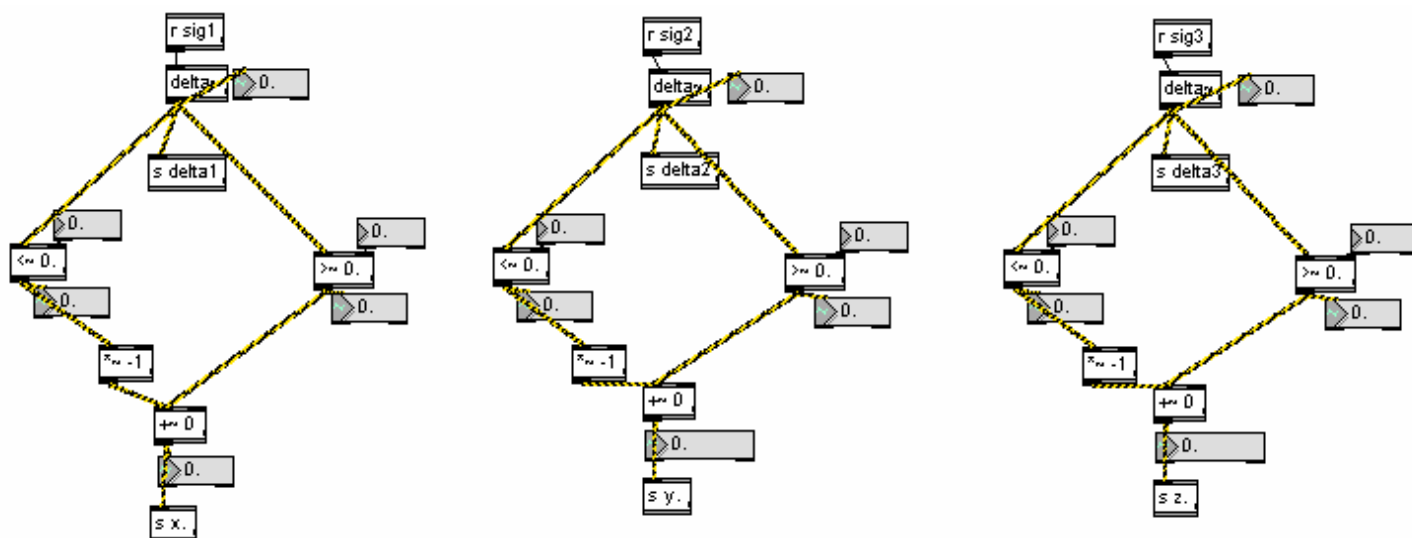 r sig1
delta~
0.
s delta1
0.
<~ 0.
0.
0.
>~ 0.
0.
*~ -1
+~ 0
0.
s x.
r sig2
delta~
0.
s delta2
0.
<~ 0.
0.
0.
>~ 0.
0.
*~ -1
+~ 0
0.
s y.
r sig3
delta~
0.
s delta3
0.
<~ 0.
0.
0.
>~ 0.
0.
*~ -1
+~ 0
0.
s z.